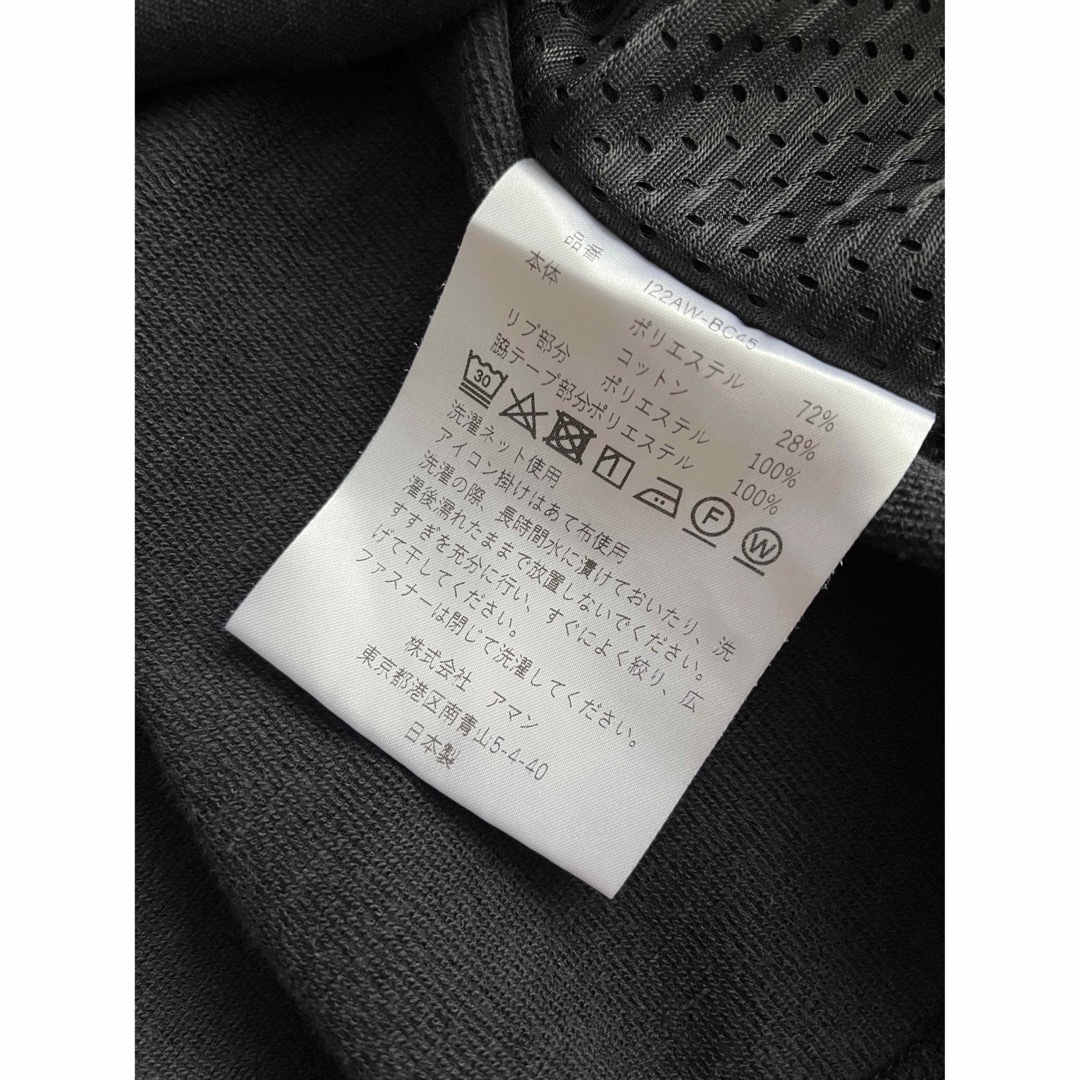 品番 I22AW-BC45
本体 ポリエステル 72%
コットン 28%
リブ部分 ポリエステル 100%
脇テープ部分ポリエステル 100%
30 F W
洗濯ネット使用
アイコン掛けはあて布使用
洗濯の際、長時間水に漬けておいたり、洗
濯後濡れたままで放置しないでください。
すすぎを充分に行い、すぐによく絞り、広
げて干してください。
ファスナーは閉じて洗濯してください。
株式会社 アマン
東京都港区南青山5-4-40
日本製